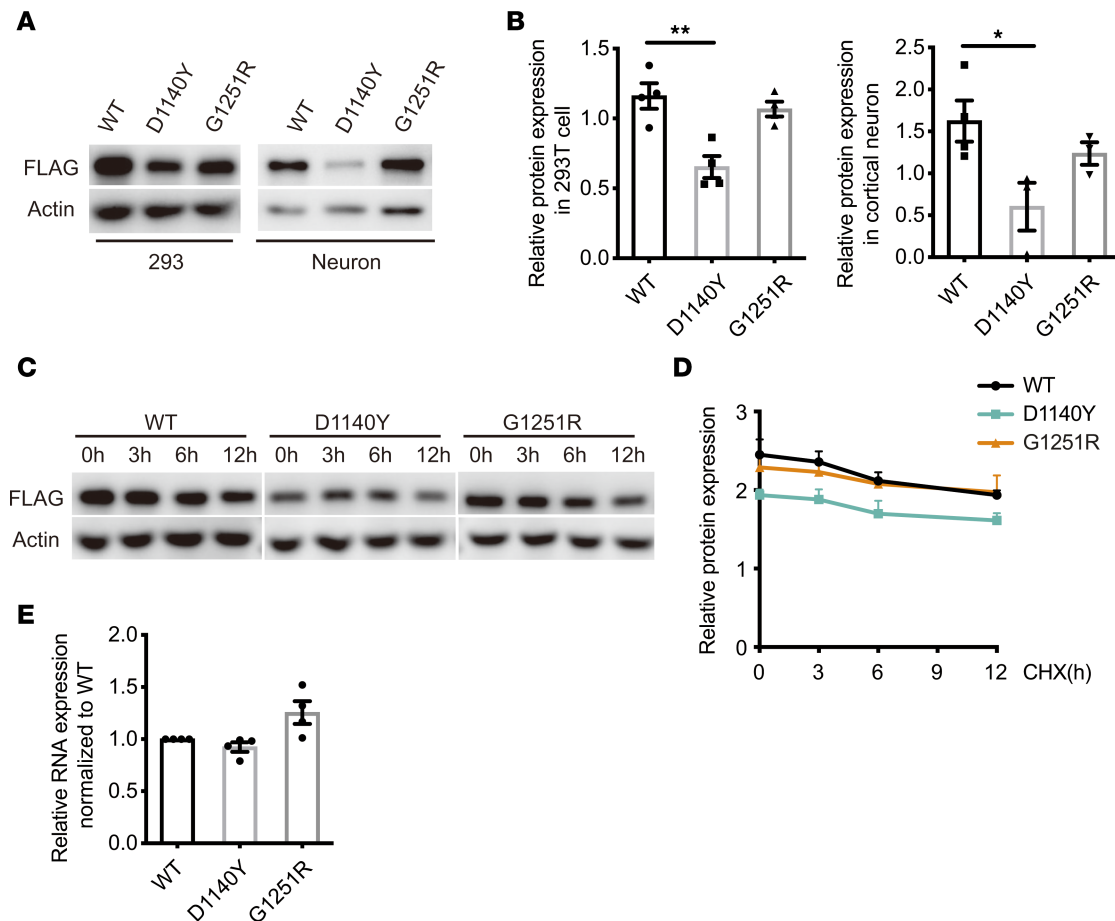 A
WT
D1140Y
G1251R
WT
D1140Y
G1251R
FLAG
Actin
293
Neuron
B
Relative protein expression
in 293T cell
1.5
1.0
0.5
0.0
**
WT
D1140Y
G1251R
Relative protein expression
in cortical neuron
2.5
2.0
1.5
1.0
0.5
0.0
*
WT
D1140Y
G1251R
C
WT
D1140Y
G1251R
0h 3h 6h 12h
0h 3h 6h 12h
0h 3h 6h 12h
FLAG
Actin
D
WT
D1140Y
G1251R
Relative protein expression
3
2
1
0
0 3 6 9 12 CHX(h)
E
Relative RNA expression
normalized to WT
2.0
1.5
1.0
0.5
0.0
WT
D1140Y
G1251R